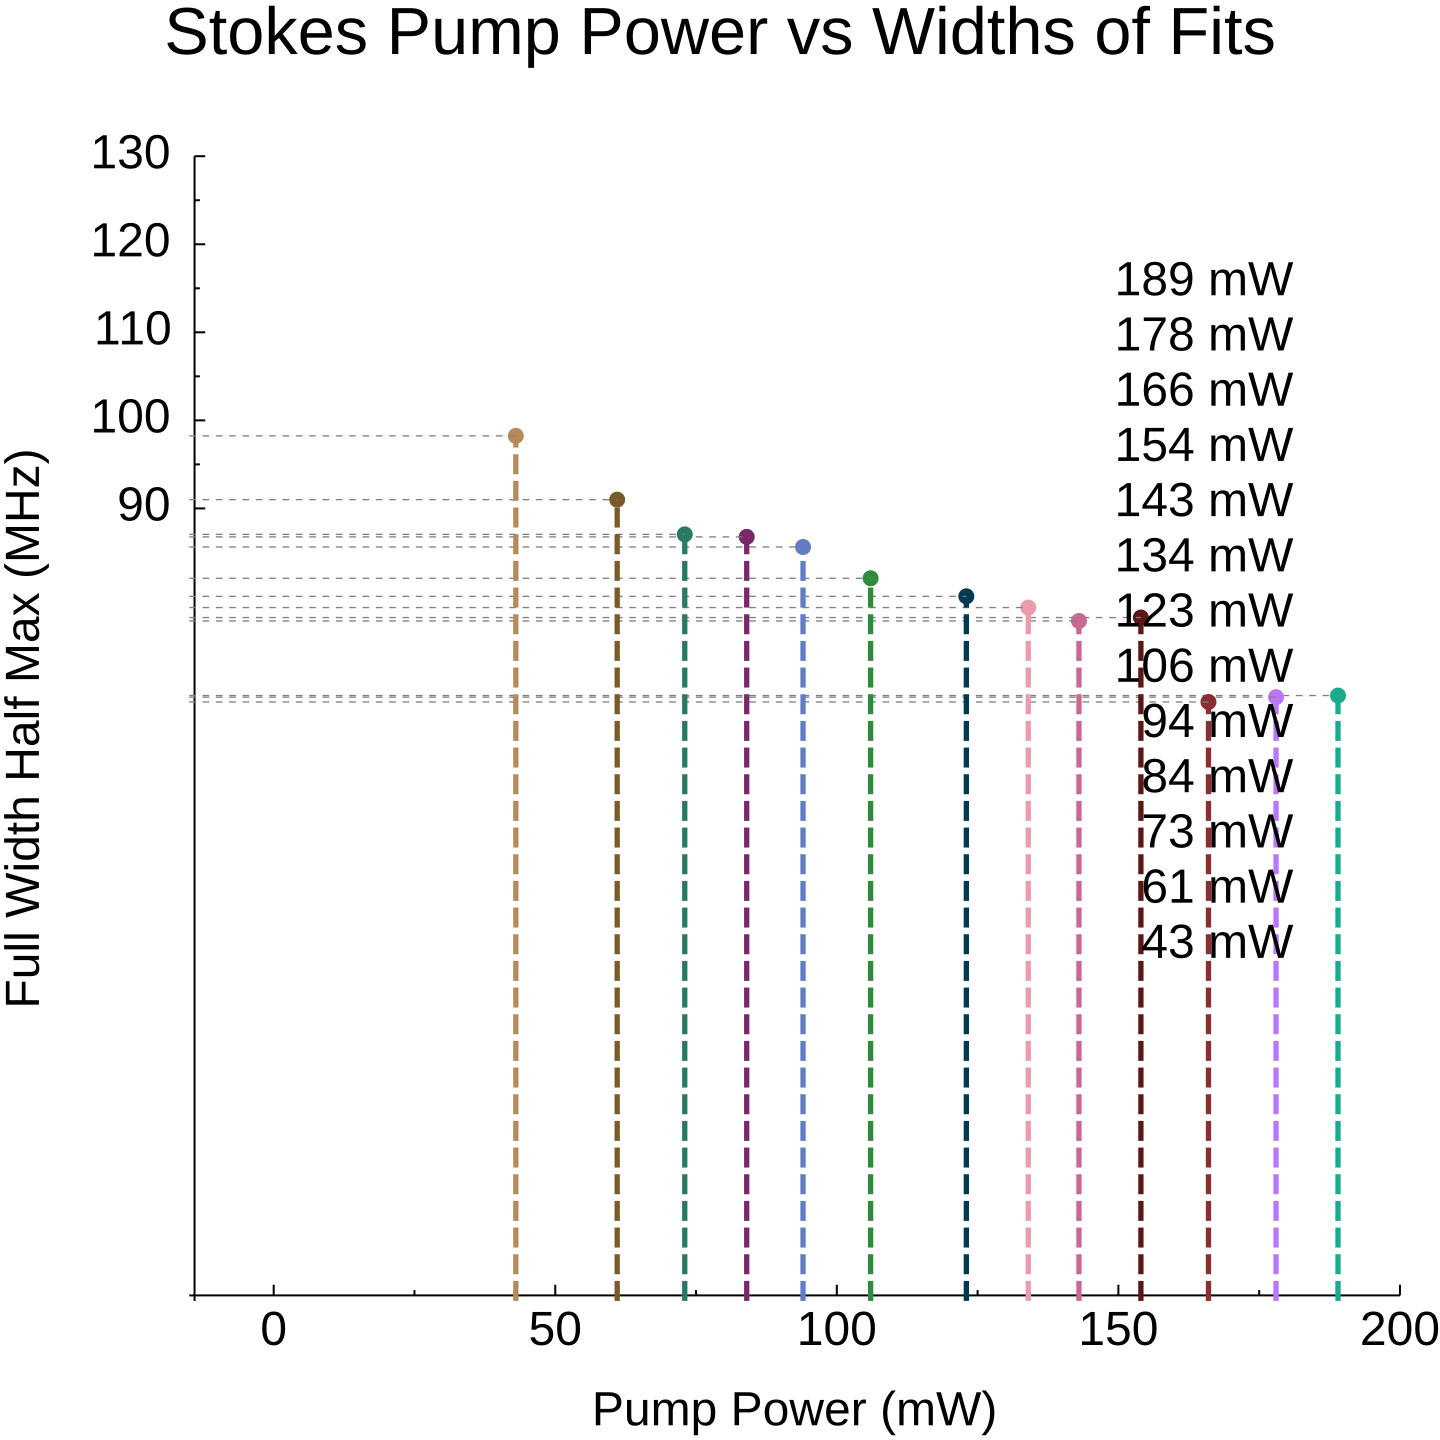 Stokes Pump Power vs Widths of Fits
130
120
110
100
90
Full Width Half Max (MHz)
189 mW
178 mW
166 mW
154 mW
143 mW
134 mW
123 mW
106 mW
94 mW
84 mW
73 mW
61 mW
43 mW
0 50 100 150 200
Pump Power (mW)